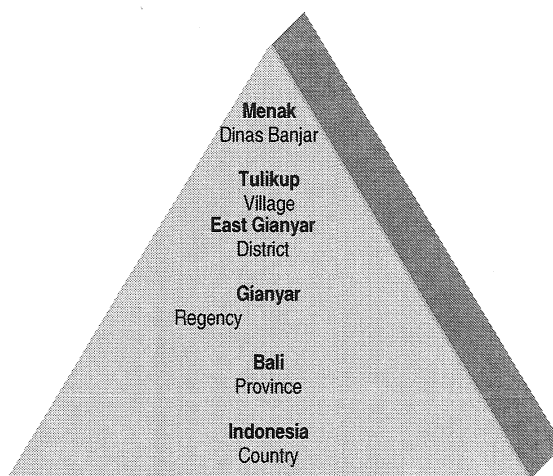 Menak
Dinas Banjar
Tulikup
Village
East Gianyar
District
Gianyar
Regency
Bali
Province
Indonesia
Country